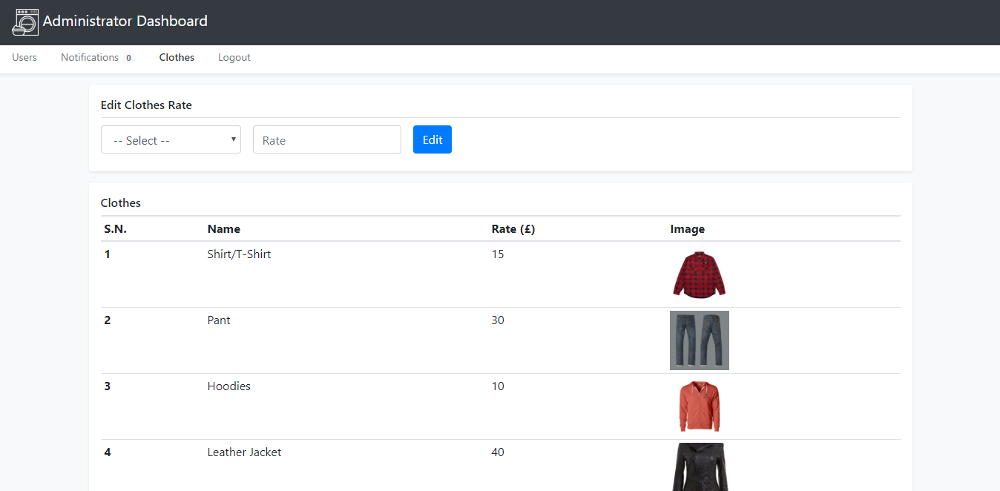 Administrator Dashboard
Users Notifications 0 Clothes Logout
Edit Clothes Rate
-- Select -- Rate Edit
Clothes
S.N. Name Rate (£) Image
1 Shirt/T-Shirt 15
2 Pant 30
3 Hoodies 10
4 Leather Jacket 40